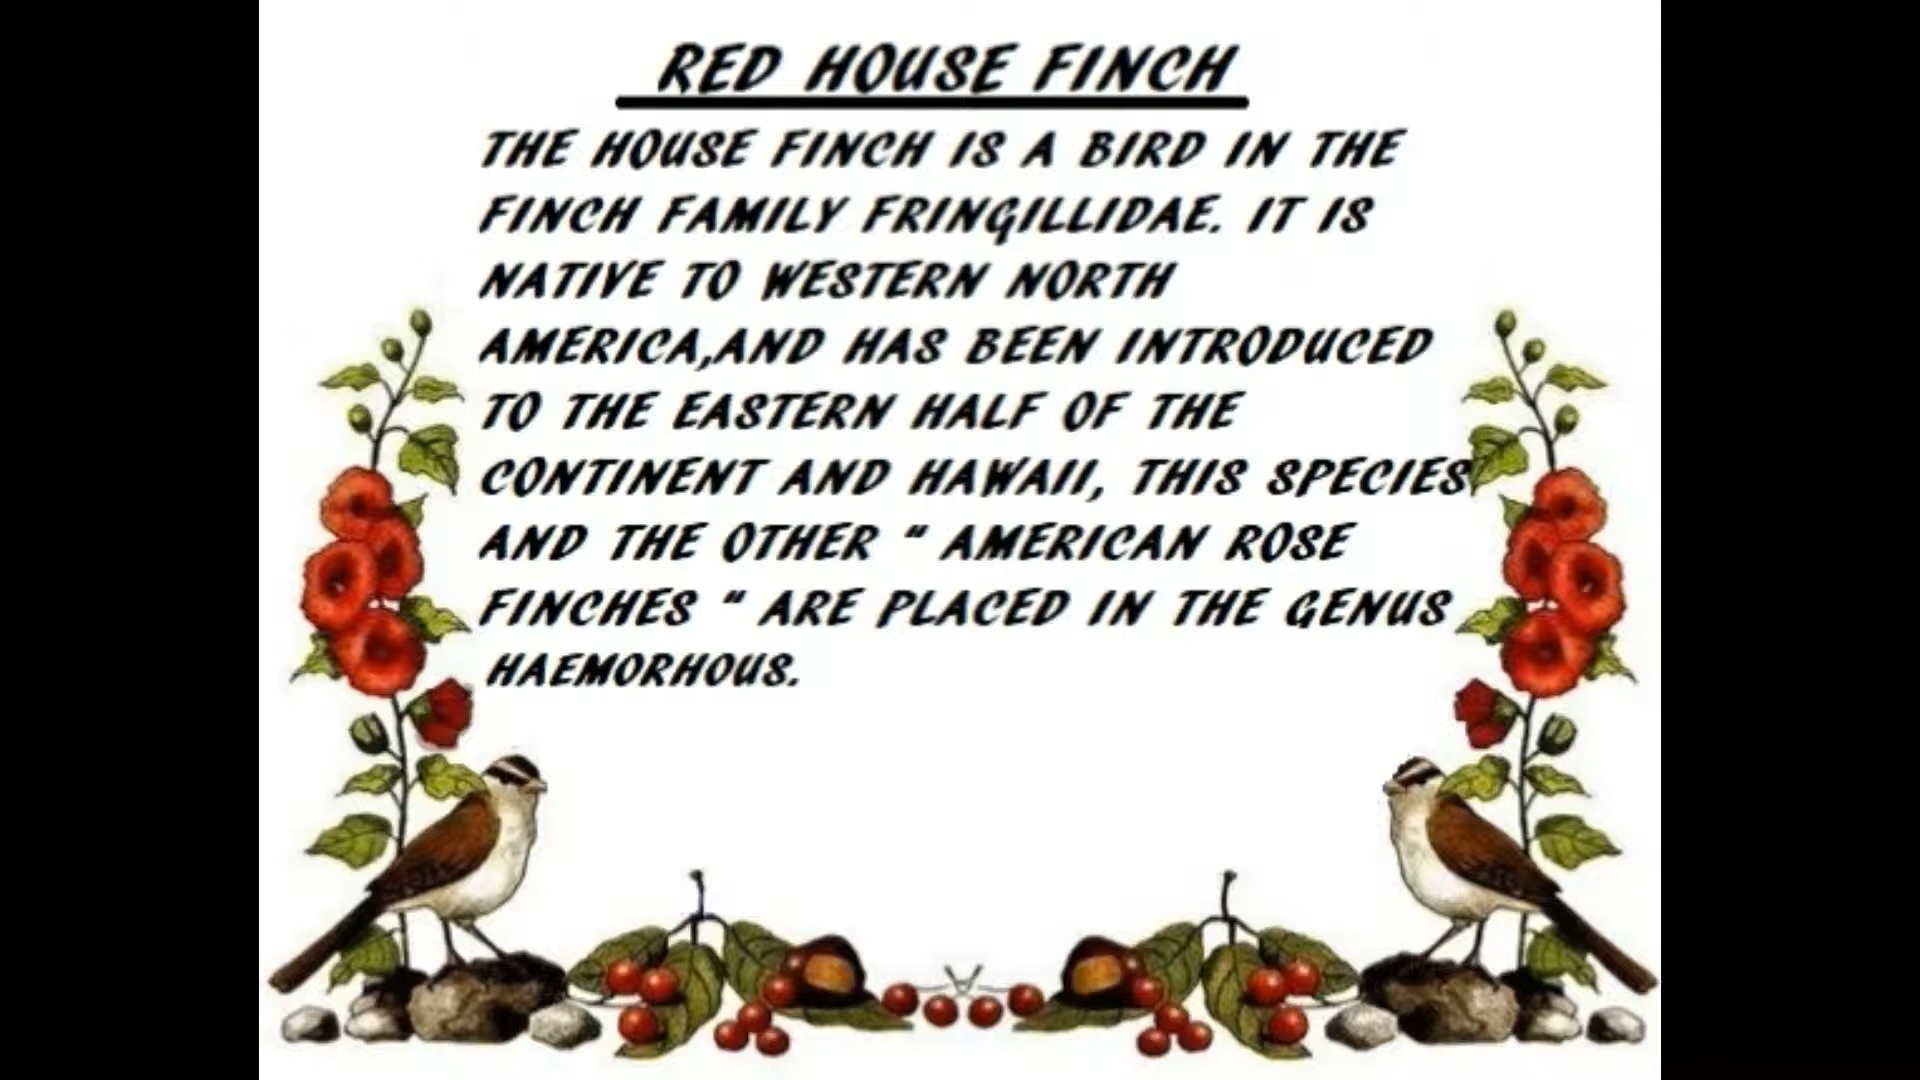 RED HOUSE FINCH
THE HOUSE FINCH IS A BIRD IN THE
FINCH FAMILY FRINGILLIDAE. IT IS
NATIVE TO WESTERN NORTH
AMERICA,AND HAS BEEN INTRODUCED
TO THE EASTERN HALF OF THE
CONTINENT AND HAWAII, THIS SPECIES
AND THE OTHER “ AMERICAN ROSE
FINCHES “ ARE PLACED IN THE GENUS
HAEMORHOUS.